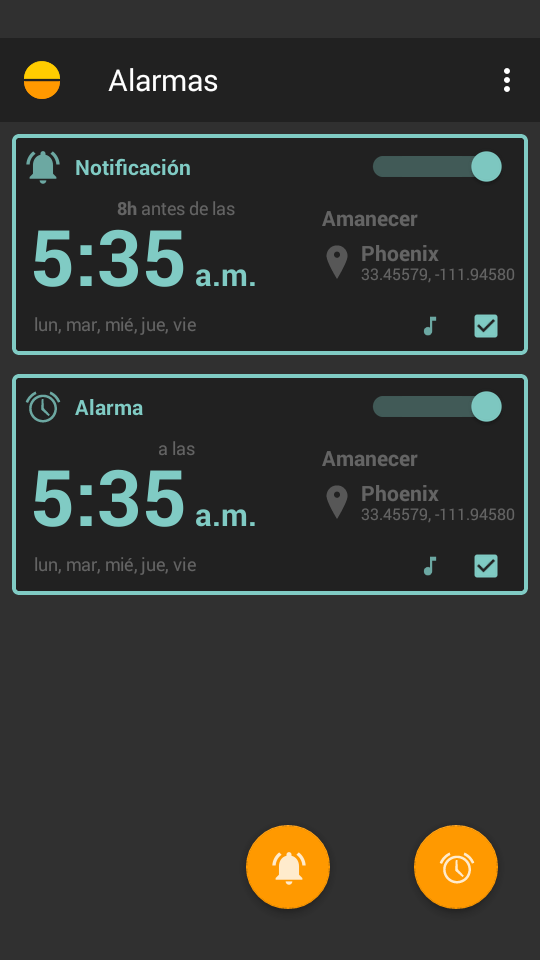 Alarmas
Notificación
8h antes de las
5:35 a.m.
Amanecer
Phoenix
33.45579, -111.94580
lun, mar, mié, jue, vie
Alarma
a las
5:35 a.m.
Amanecer
Phoenix
33.45579, -111.94580
lun, mar, mié, jue, vie